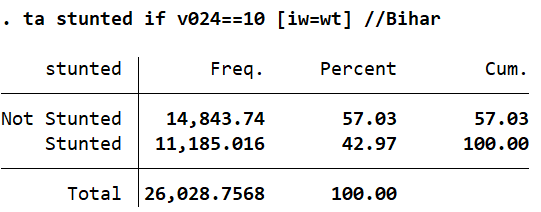 . ta stunted if v024==10 [iw=wt] //Bihar
stunted Freq. Percent Cum.
Not Stunted 14,843.74 57.03 57.03
Stunted 11,185.016 42.97 100.00
Total 26,028.7568 100.00